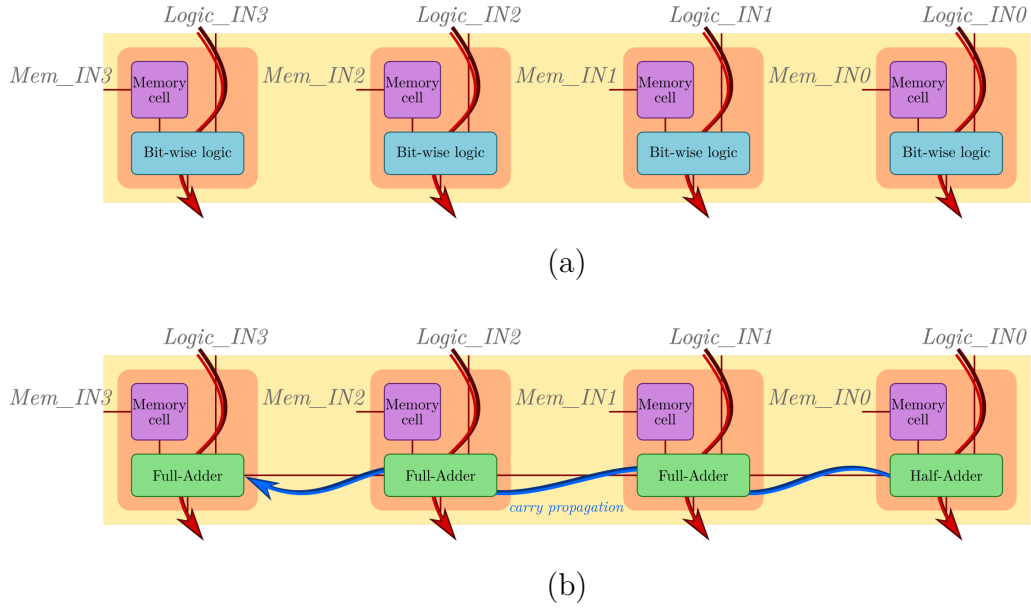 Logic_IN3 Logic_IN2 Logic_IN1 Logic_IN0
Mem_IN3 Mem_IN2 Mem_IN1 Mem_IN0
Memory Memory Memory Memory
cell cell cell cell
Bit-wise logic Bit-wise logic Bit-wise logic Bit-wise logic
(a)
Logic_IN3 Logic_IN2 Logic_IN1 Logic_IN0
Mem_IN3 Mem_IN2 Mem_IN1 Mem_IN0
Memory Memory Memory Memory
cell cell cell cell
Full-Adder Full-Adder Full-Adder Half-Adder
carry propagation
(b)